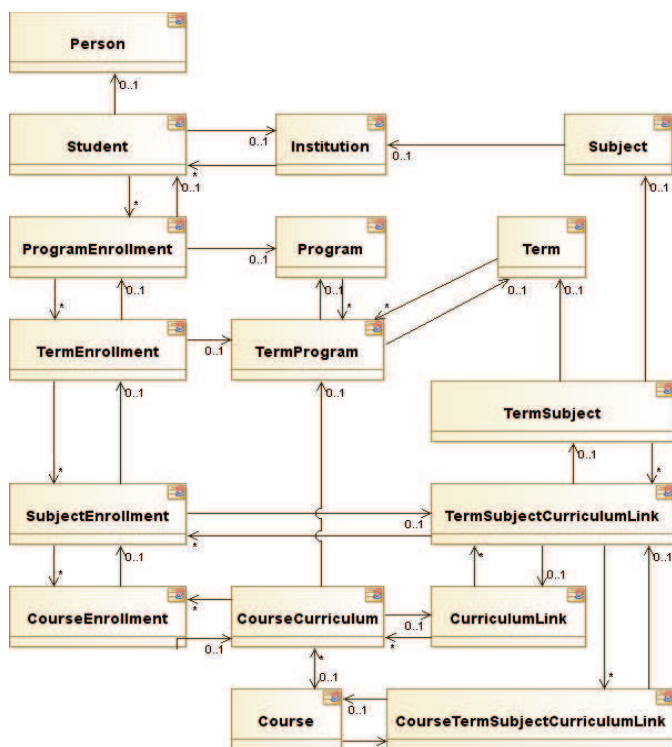 Person
0..1
Student
0..1
Institution
*
0..1
Subject
* 0..1
0..1
ProgramEnrollment
0..1
Program
Term
* 0..1
0..1 *
*
0..1
0..1
TermEnrollment
0..1
TermProgram
0..1
0..1
TermSubject
0..1
*
*
SubjectEnrollment
0..1
*
TermSubjectCurriculumLink
* 0..1
*
0..1
*
0..1
CourseEnrollment
0..1
CourseCurriculum
0..1
*
CurriculumLink
*
0..1
*
Course
0..1
CourseTermSubjectCurriculumLink